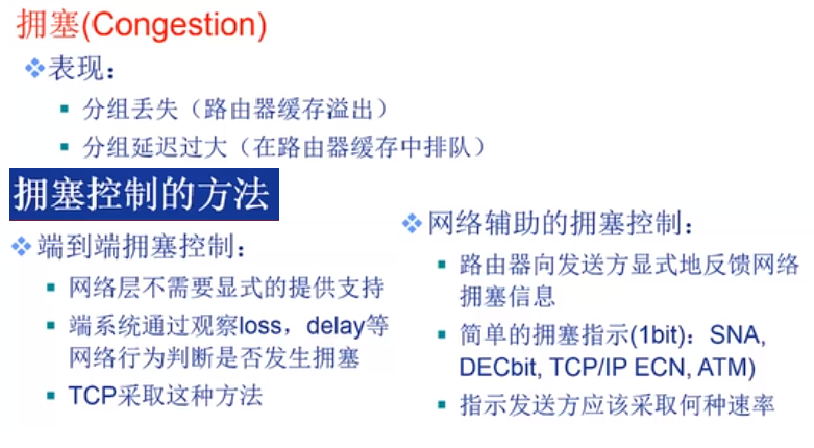 拥塞(Congestion)
表现：
分组丢失（路由器缓存溢出）
分组延迟过大（在路由器缓存中排队）
拥塞控制的方法
端到端拥塞控制：
网络层不需要显式的提供支持
端系统通过观察loss，delay等
网络行为判断是否发生拥塞
TCP采取这种方法
网络辅助的拥塞控制：
路由器向发送方显式地反馈网络
拥塞信息
简单的拥塞指示(1bit)：SNA,
DECbit, TCP/IP ECN, ATM)
指示发送方应该采取何种速率